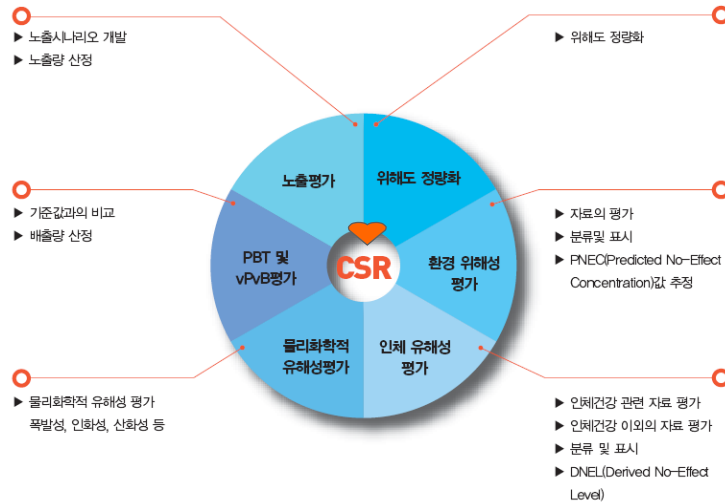 ▶ 노출시나리오 개발
▶ 노출량 산정
▶ 위해도 정량화
노출평가
위해도 정량화
▶ 기준값과의 비교
▶ 배출량 산정
PBT 및
vPvB평가
CSR
환경 위해성
평가
▶ 자료의 평가
▶ 분류및 표시
▶ PNEC(Predicted No-Effect
Concentration)값 추정
물리화학적
유해성평가
인체 유해성
평가
▶ 물리화학적 유해성 평가
폭발성, 인화성, 산화성 등
▶ 인체건강 관련 자료 평가
▶ 인체건강 이외의 자료 평가
▶ 분류 및 표시
▶ DNEL(Derived No-Effect
Level)